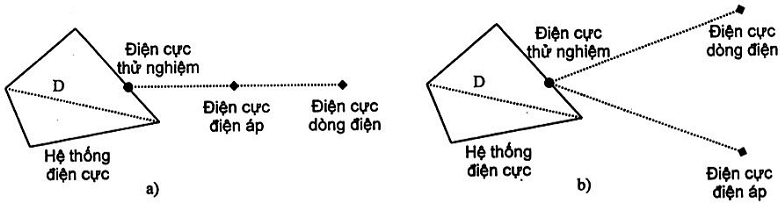 Điện cực
thử nghiệm
D
Điện cực
điện áp
Điện cực
dòng điện
Hệ thống
điện cực
a)
Điện cực
thử nghiệm
Điện cực
dòng điện
D
Hệ thống
điện cực
Điện cực
điện áp
b)